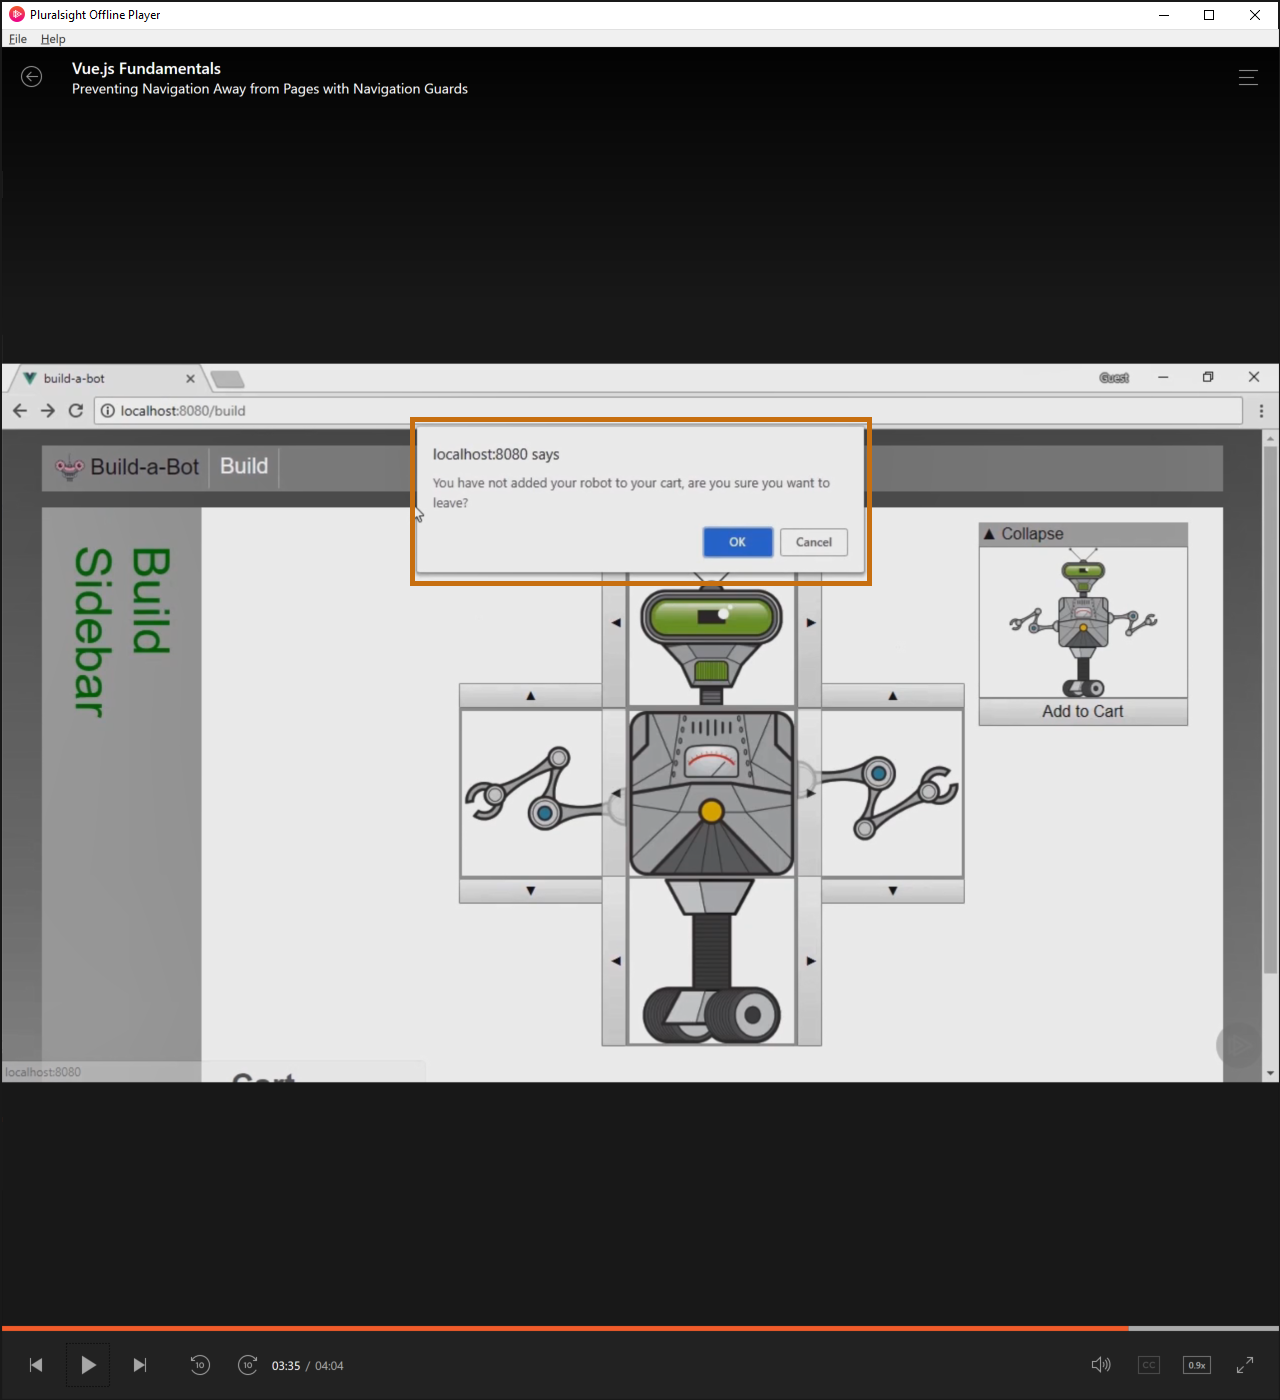 Pluralsight Offline Player
File Help
Vue.js Fundamentals
Preventing Navigation Away from Pages with Navigation Guards
build-a-bot
Guest
localhost:8080/build
Build-a-Bot
Build
localhost:8080 says
You have not added your robot to your cart, are you sure you want to
leave?
OK
Cancel
Build
Sidebar
▲ Collapse
Add to Cart
localhost:8080
Cart
10
10
03:35 / 04:04
CC
0.9x